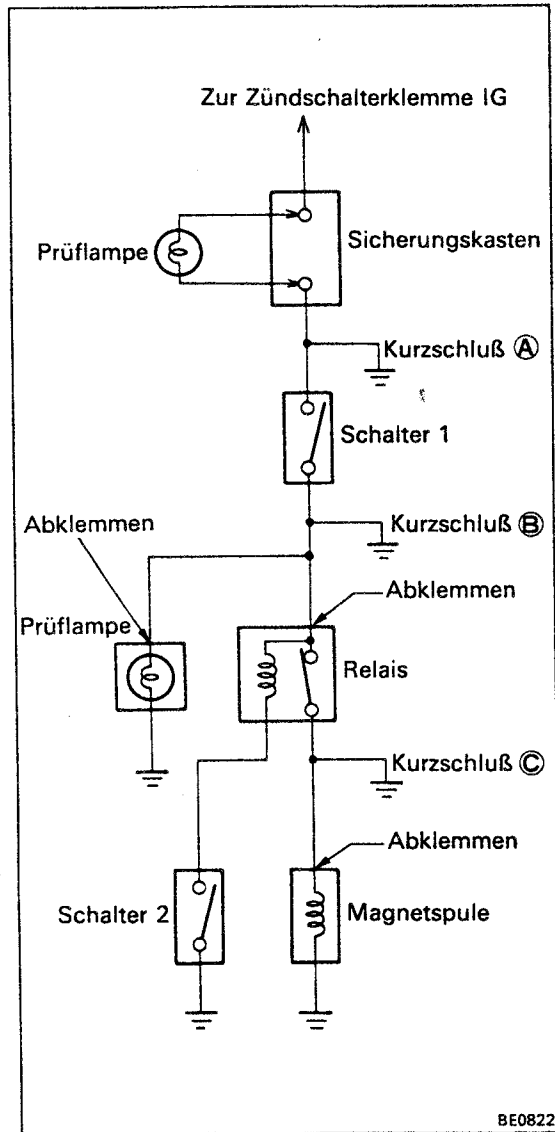 Zur Zündschalterklemme IG
Prüflampe
Sicherungskasten
Kurzschluß Ⓐ
Schalter 1
Abklemmen
Kurzschluß Ⓑ
Abklemmen
Prüflampe
Relais
Kurzschluß Ⓒ
Abklemmen
Schalter 2
Magnetspule
BE0822